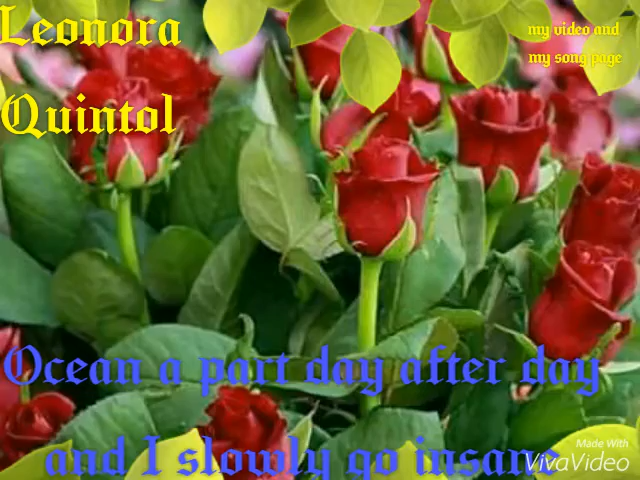 Leonora
my video and
my song page
Quintol
Ocean a part day after day
and I slowly go insane
Made With
VivaVideo